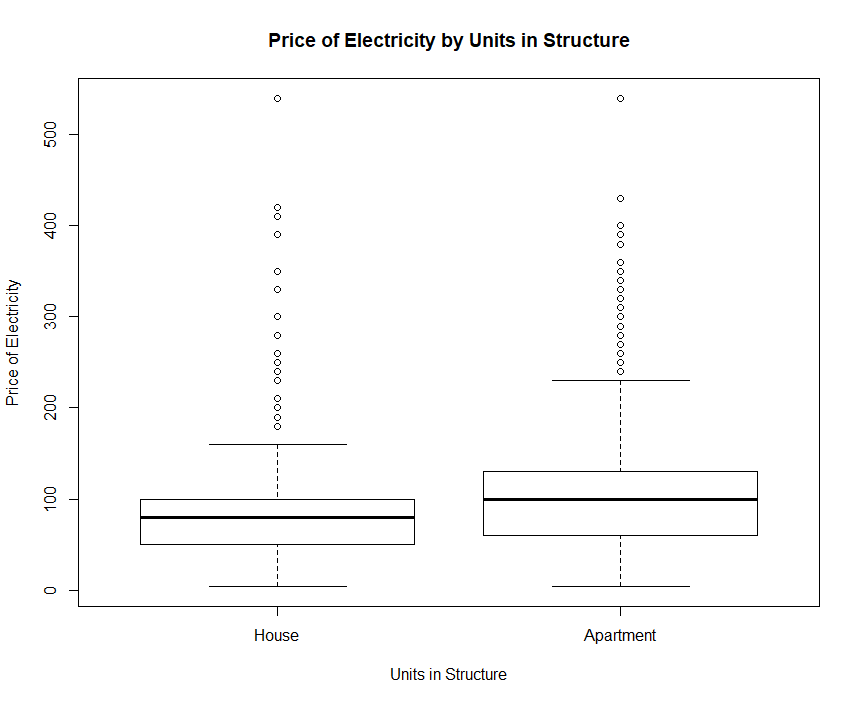 Price of Electricity by Units in Structure
Price of Electricity
500
400
300
200
100
0
House
Apartment
Units in Structure